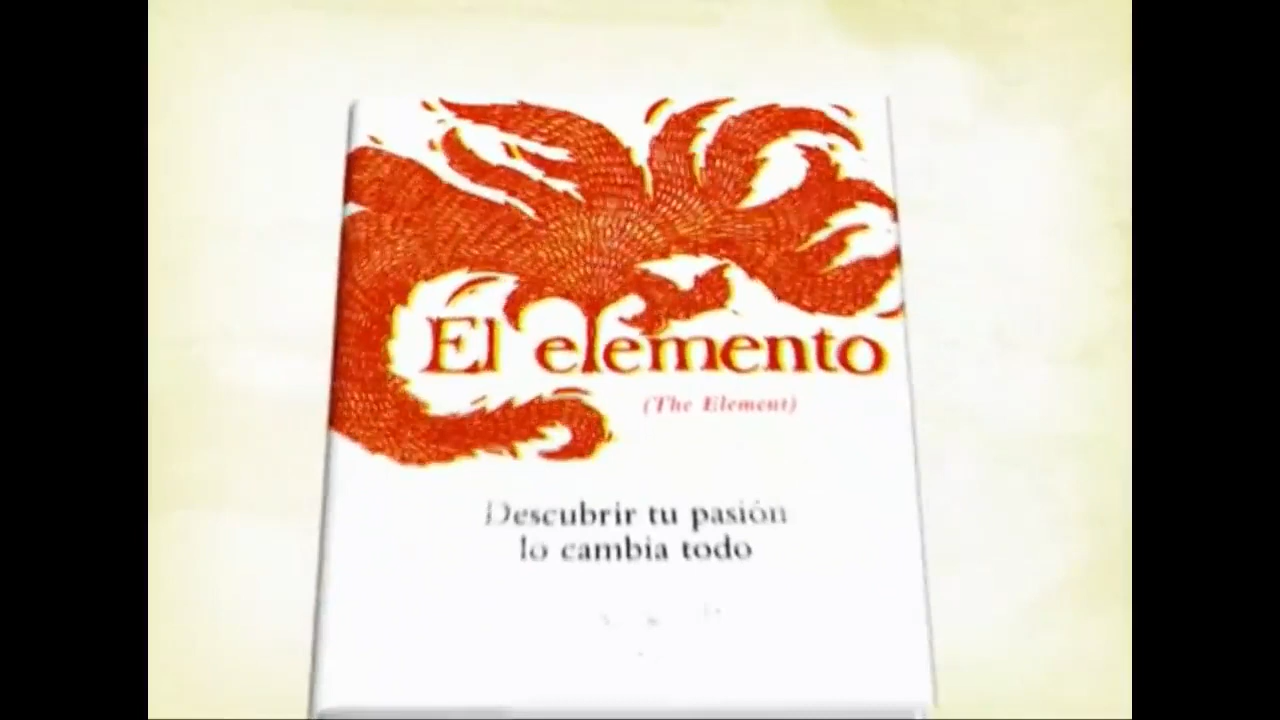 El elemento
(The Element)
Descubrir tu pasión
lo cambia todo